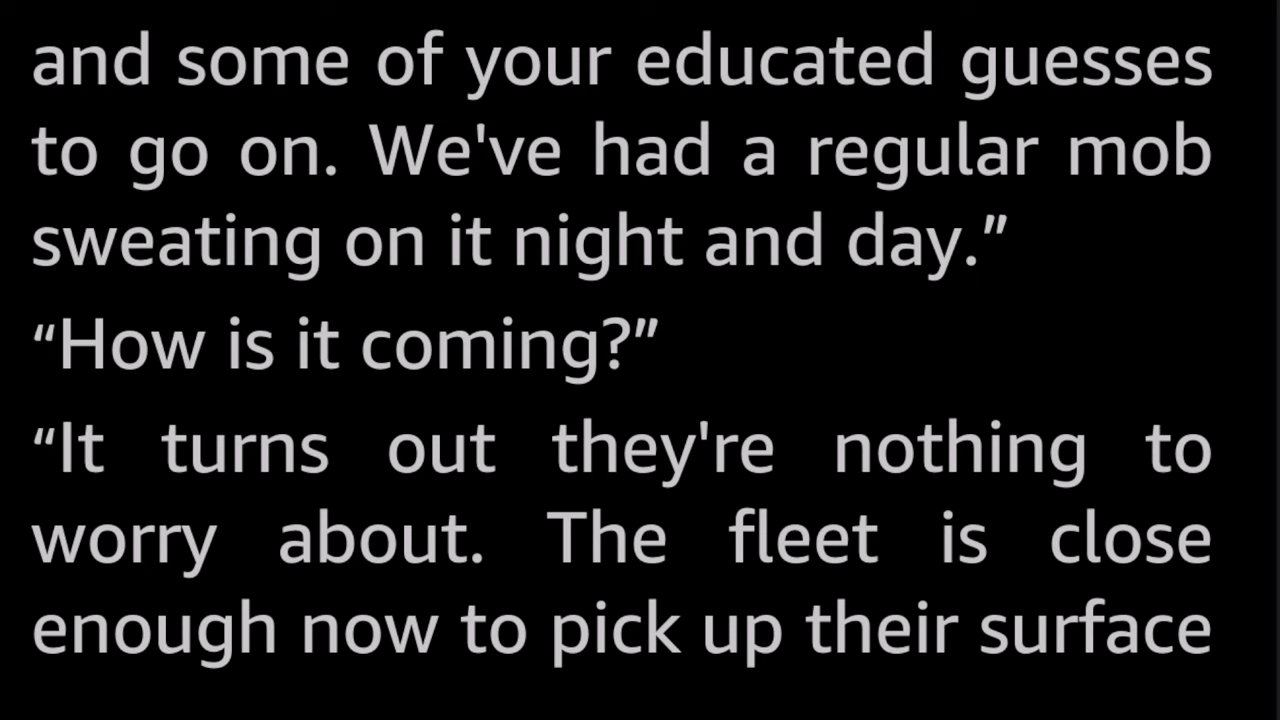 and some of your educated guesses
to go on. We've had a regular mob
sweating on it night and day.”
“How is it coming?”
“It turns out they're nothing to
worry about. The fleet is close
enough now to pick up their surface